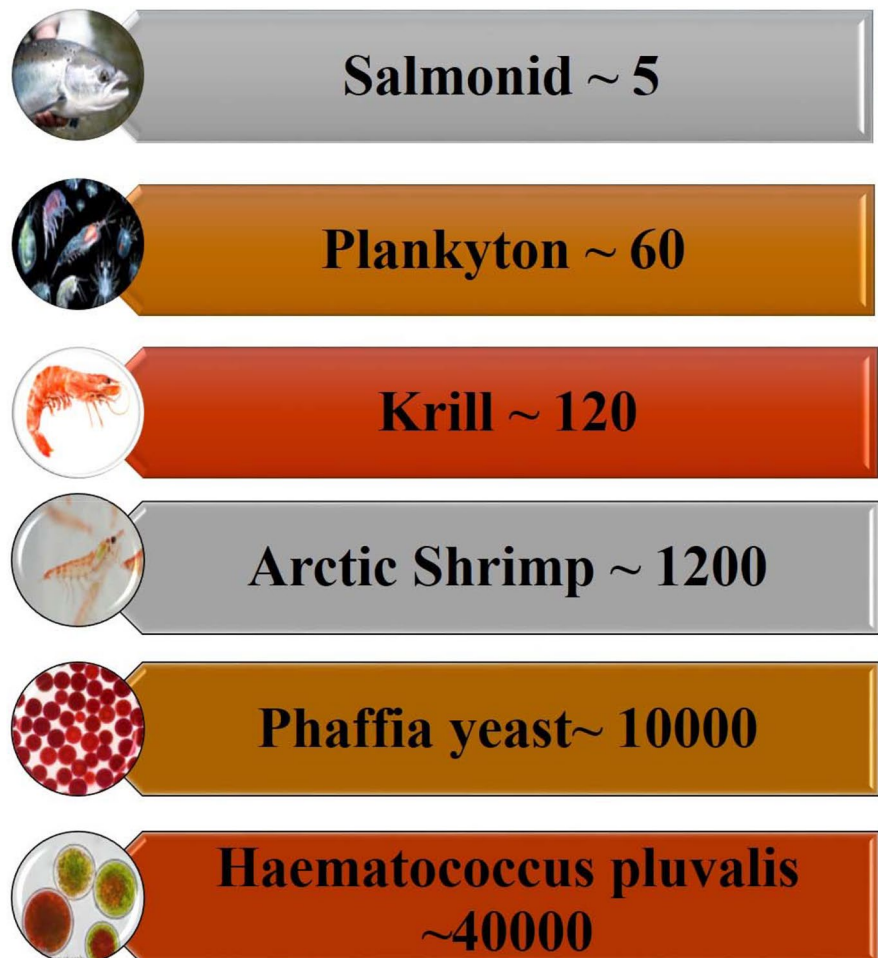 Salmonid ~ 5
Plankyton ~ 60
Krill ~ 120
Arctic Shrimp ~ 1200
Phaffia yeast~ 10000
Haematococcus pluvalis
~40000